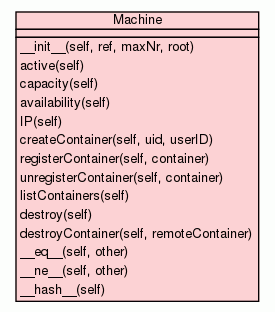 Machine
__init__(self, ref, maxNr, root)
active(self)
capacity(self)
availability(self)
IP(self)
createContainer(self, uid, userID)
registerContainer(self, container)
unregisterContainer(self, container)
listContainers(self)
destroy(self)
destroyContainer(self, remoteContainer)
__eq__(self, other)
__ne__(self, other)
__hash__(self)